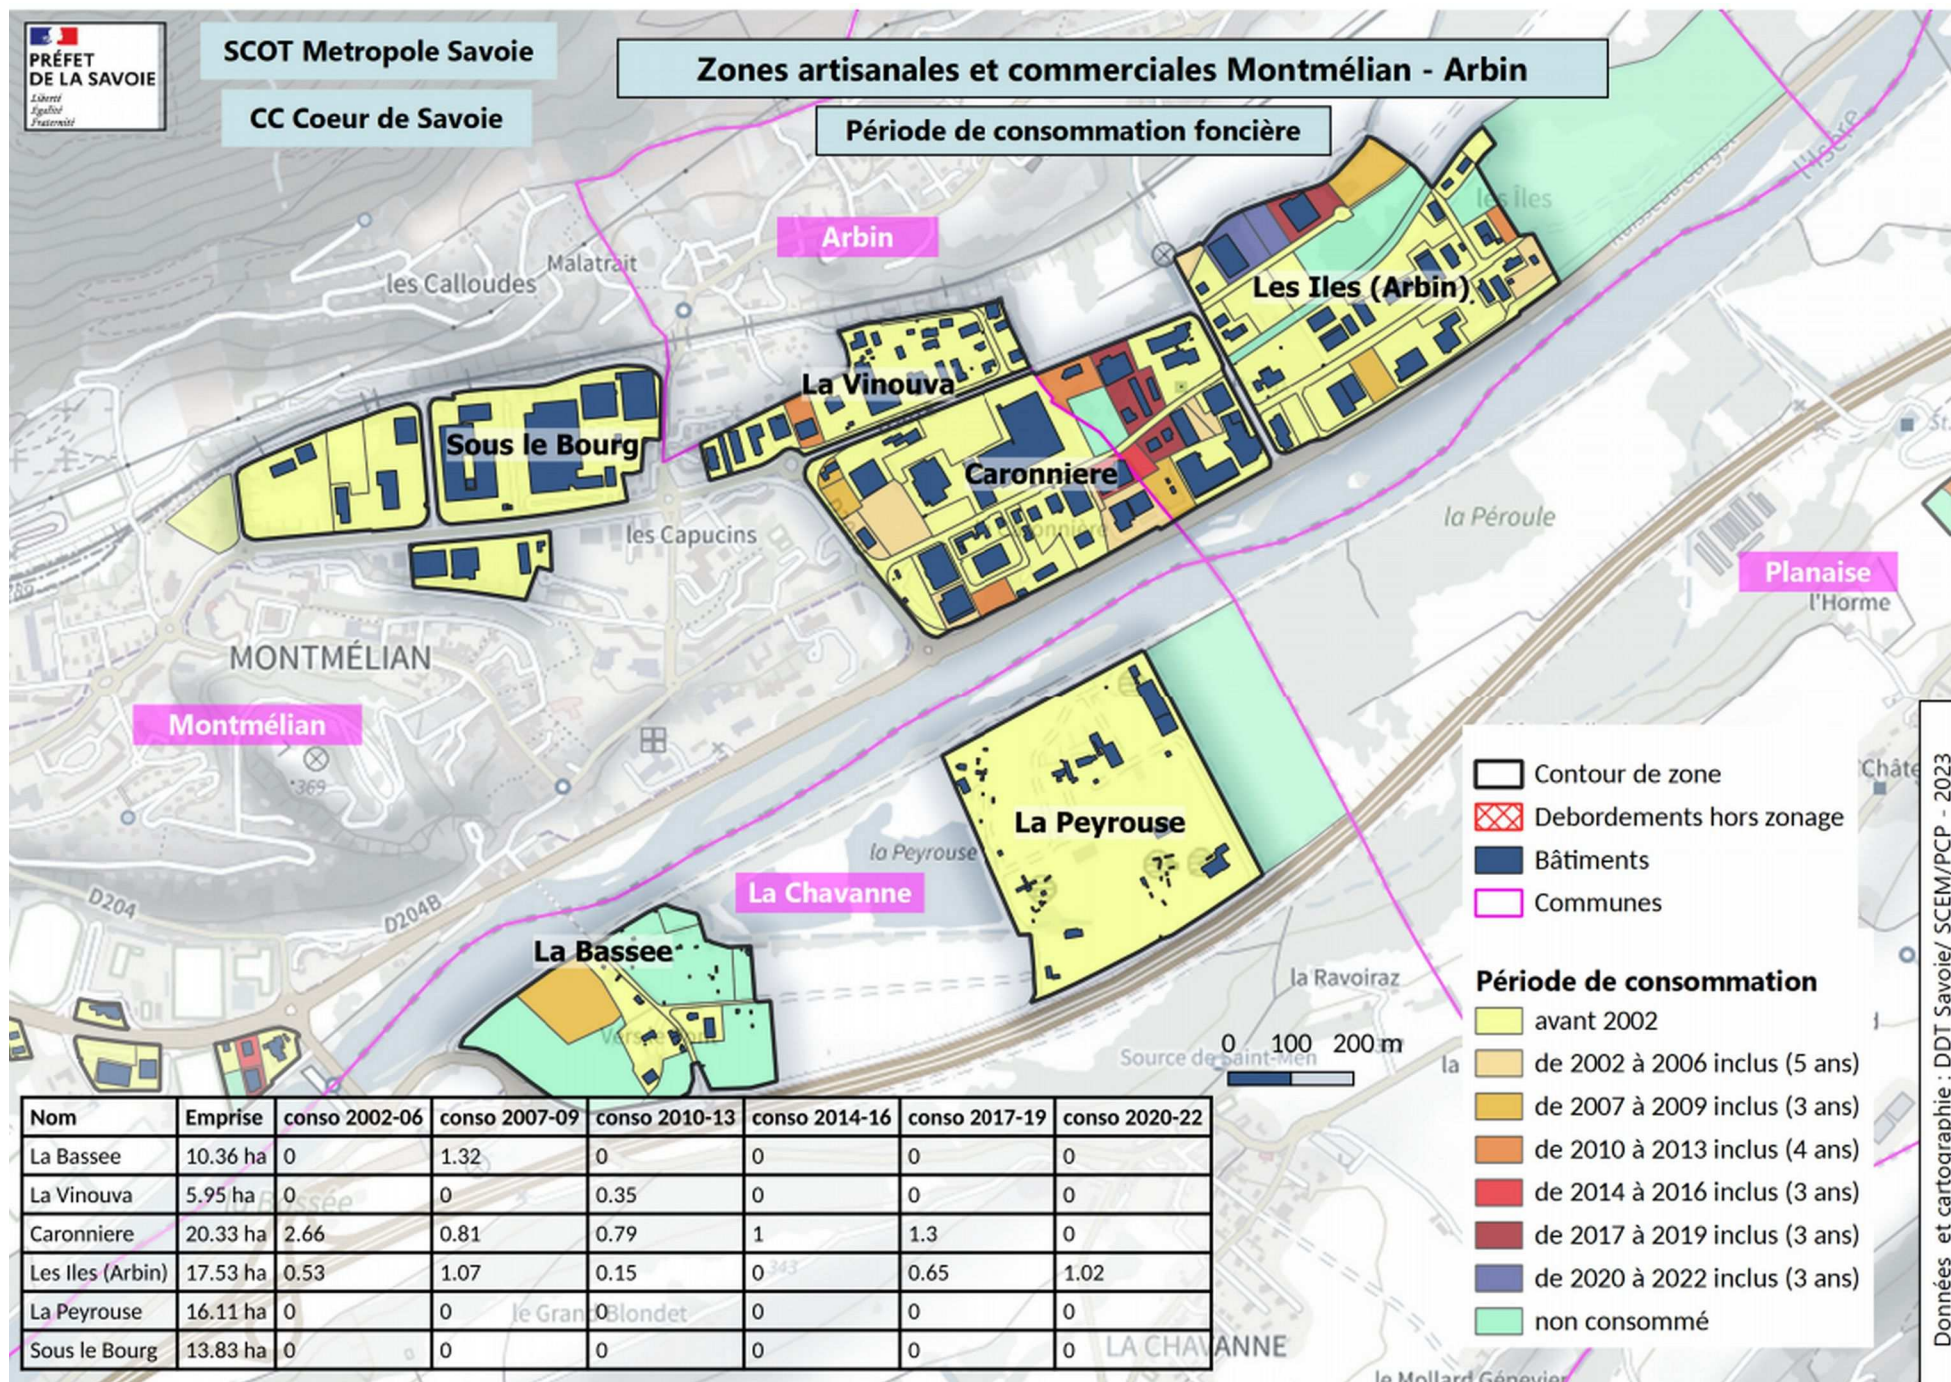 PRÉFET
DE LA SAVOIE
Liberté
Égalité
Fraternité
SCOT Metropole Savoie
CC Coeur de Savoie
Zones artisanales et commerciales Montmélian - Arbin
Période de consommation foncière
l'Isère
les Îles
Arbin
Malatrait
les Calloudes
Les Iles (Arbin)
La Vinouva
Sous le Bourg
Caronniere
les Capucins
la Péroule
Planaise
l'Horme
MONTMÉLIAN
Montmélian
369
La Peyrouse
la Peyrouse
La Chavanne
D204
D204B
La Bassee
la Ravoiraz
Source de Saint-Men
la
0 100 200 m
Contour de zone
Debordements hors zonage
Bâtiments
Communes
Châte
Période de consommation
avant 2002
de 2002 à 2006 inclus (5 ans)
de 2007 à 2009 inclus (3 ans)
de 2010 à 2013 inclus (4 ans)
de 2014 à 2016 inclus (3 ans)
de 2017 à 2019 inclus (3 ans)
de 2020 à 2022 inclus (3 ans)
non consommé
Données et cartographie : DDT Savoie/ SCEM/PCP - 2023
Nom Emprise conso 2002-06 conso 2007-09 conso 2010-13 conso 2014-16 conso 2017-19 conso 2020-22
La Bassee 10.36 ha 0 1.32 0 0 0 0
La Vinouva 5.95 ha 0 0 0.35 0 0 0
Caronniere 20.33 ha 2.66 0.81 0.79 1 1.3 0
Les Iles (Arbin) 17.53 ha 0.53 1.07 0.15 0 0.65 1.02
La Peyrouse 16.11 ha 0 0 0 0 0 0
Sous le Bourg 13.83 ha 0 0 0 0 0 0
la Bassée
343
le Grand Blondet
LA CHAVANNE
le Mollard Génevier